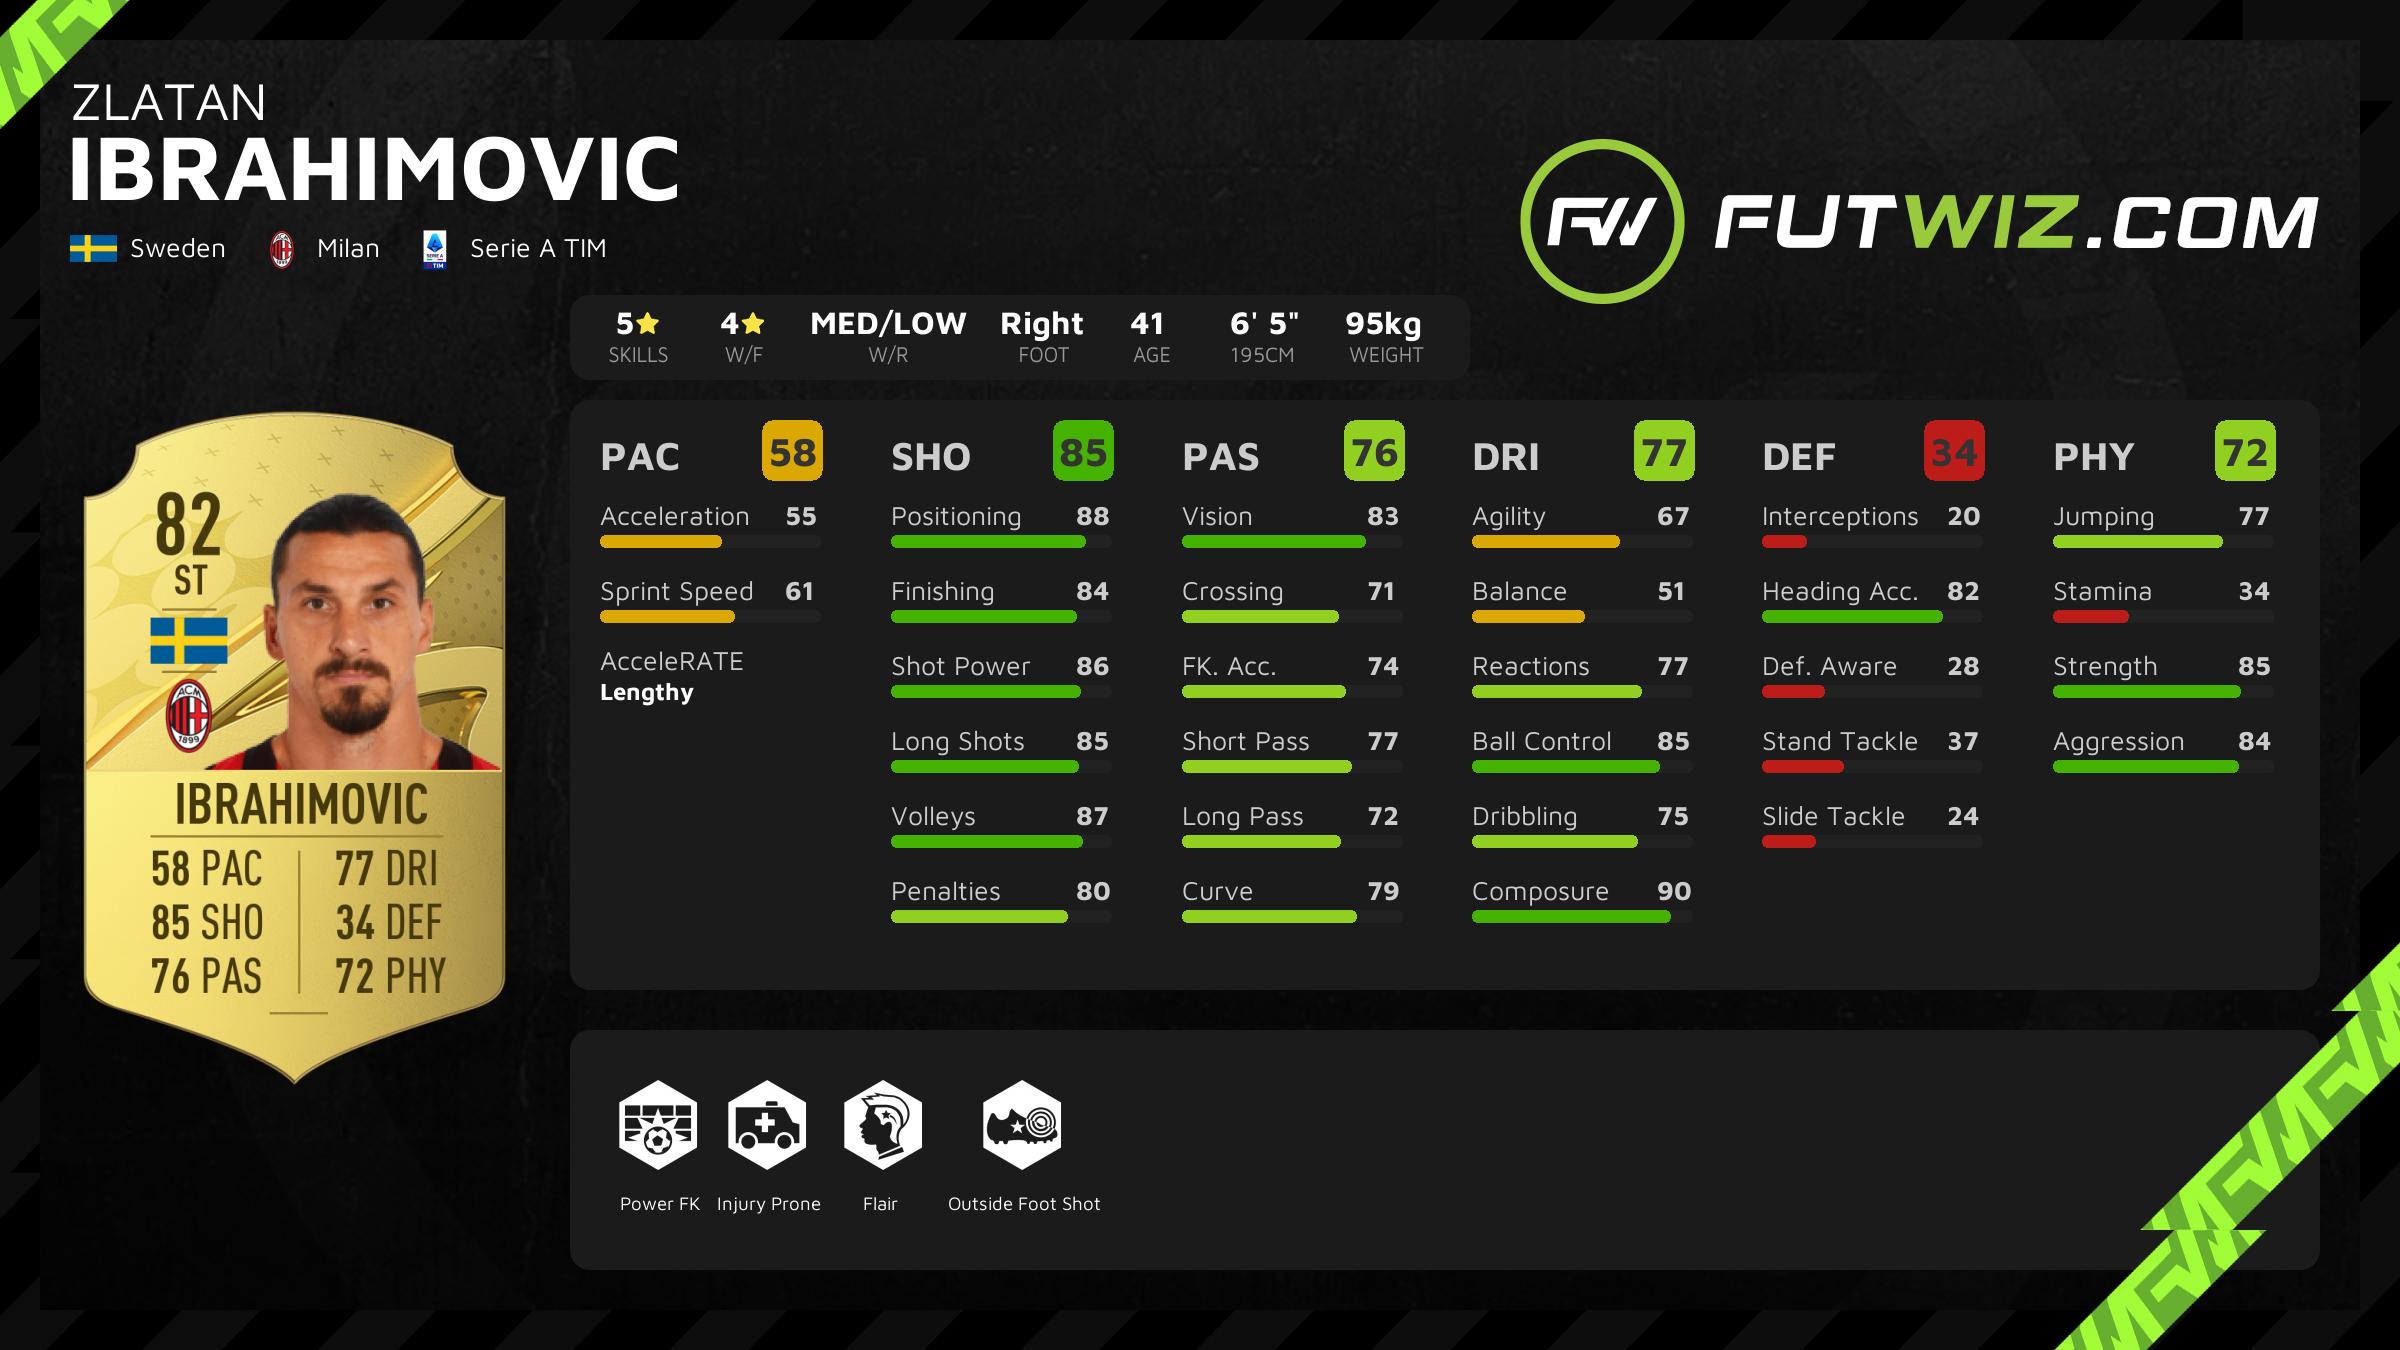 ZLATAN
IBRAHIMOVIC
Sweden Milan Serie A TIM
FW FUTWIZ.COM
5 4 MED/LOW Right 41 6' 5" 95kg
SKILLS W/F W/R FOOT AGE 195CM WEIGHT
PAC 58 SHO 85 PAS 76 DRI 77 DEF 34 PHY 72
Acceleration 55 Positioning 88 Vision 83 Agility 67 Interceptions 20 Jumping 77
Sprint Speed 61 Finishing 84 Crossing 71 Balance 51 Heading Acc. 82 Stamina 34
AcceleRATE Shot Power 86 FK. Acc. 74 Reactions 77 Def. Aware 28 Strength 85
Lengthy
Long Shots 85 Short Pass 77 Ball Control 85 Stand Tackle 37 Aggression 84
Volleys 87 Long Pass 72 Dribbling 75 Slide Tackle 24
Penalties 80 Curve 79 Composure 90
82
ST
ACM
1899
IBRAHIMOVIC
58 PAC 77 DRI
85 SHO 34 DEF
76 PAS 72 PHY
Power FK Injury Prone Flair Outside Foot Shot